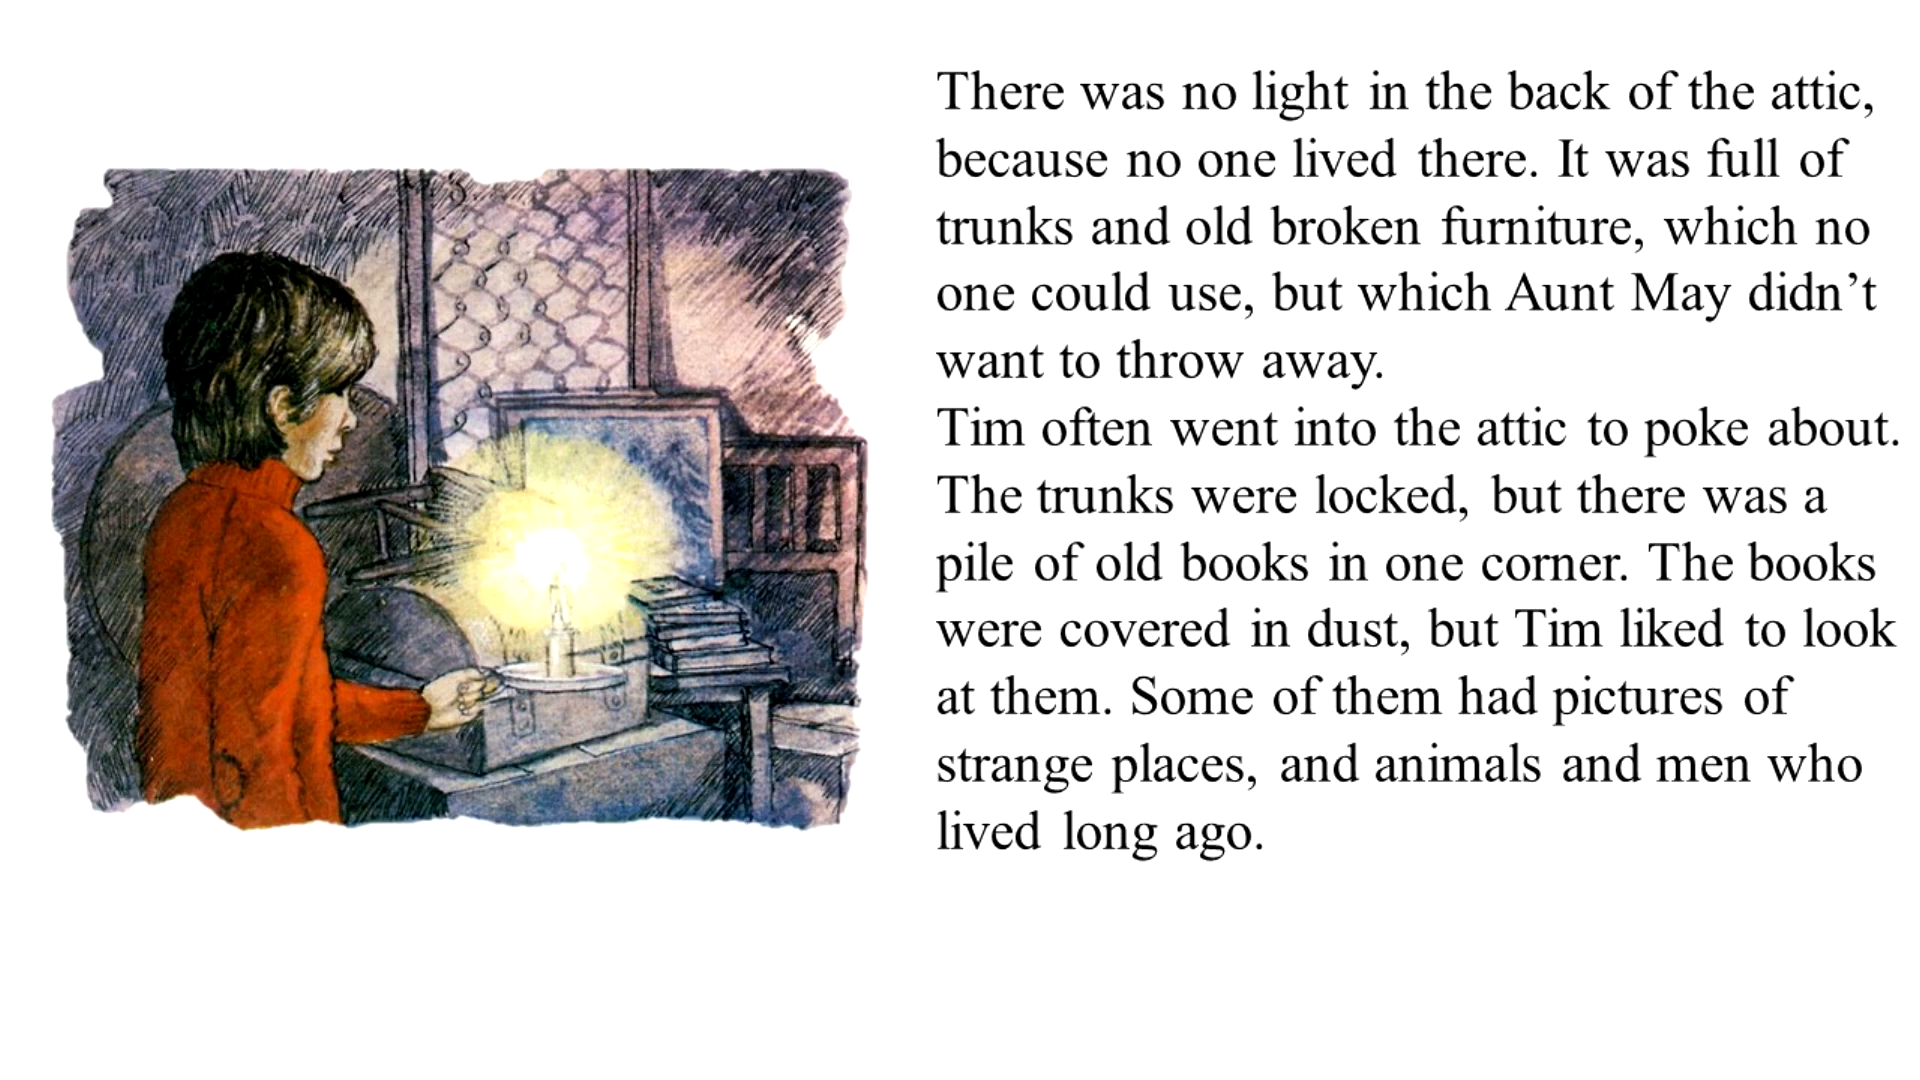 There was no light in the back of the attic,
because no one lived there. It was full of
trunks and old broken furniture, which no
one could use, but which Aunt May didn’t
want to throw away.
Tim often went into the attic to poke about.
The trunks were locked, but there was a
pile of old books in one corner. The books
were covered in dust, but Tim liked to look
at them. Some of them had pictures of
strange places, and animals and men who
lived long ago.